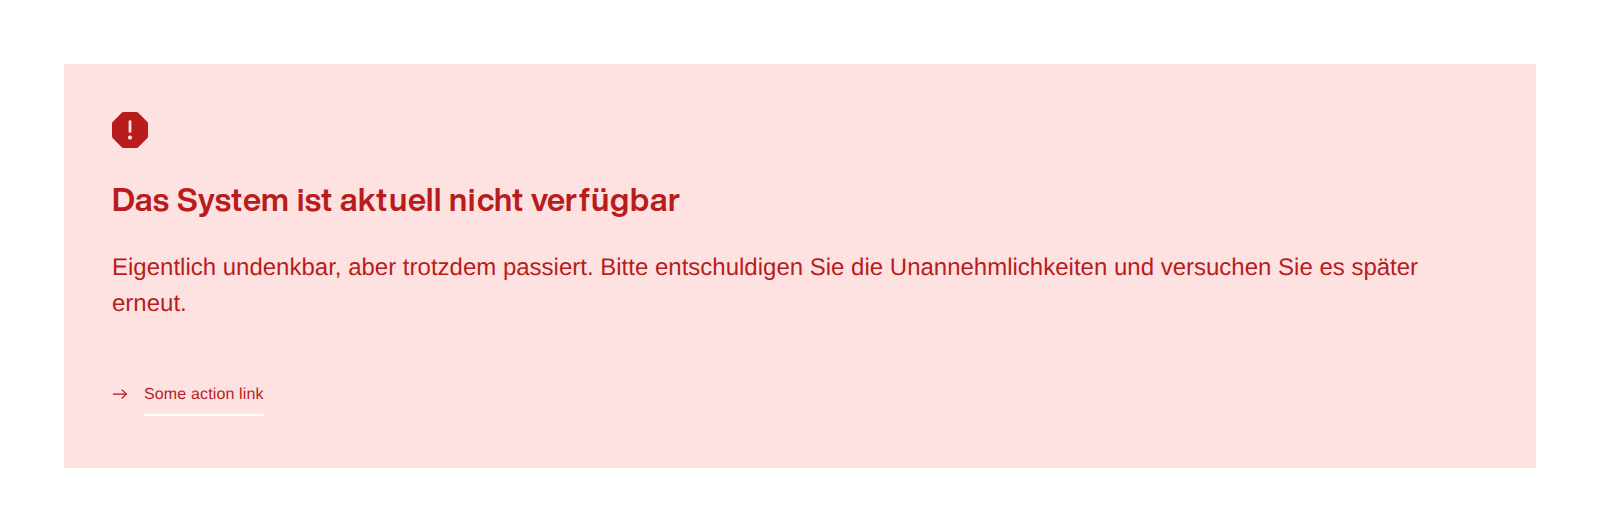 Das System ist aktuell nicht verfügbar
Eigentlich undenkbar, aber trotzdem passiert. Bitte entschuldigen Sie die Unannehmlichkeiten und versuchen Sie es später
erneut.
Some action link